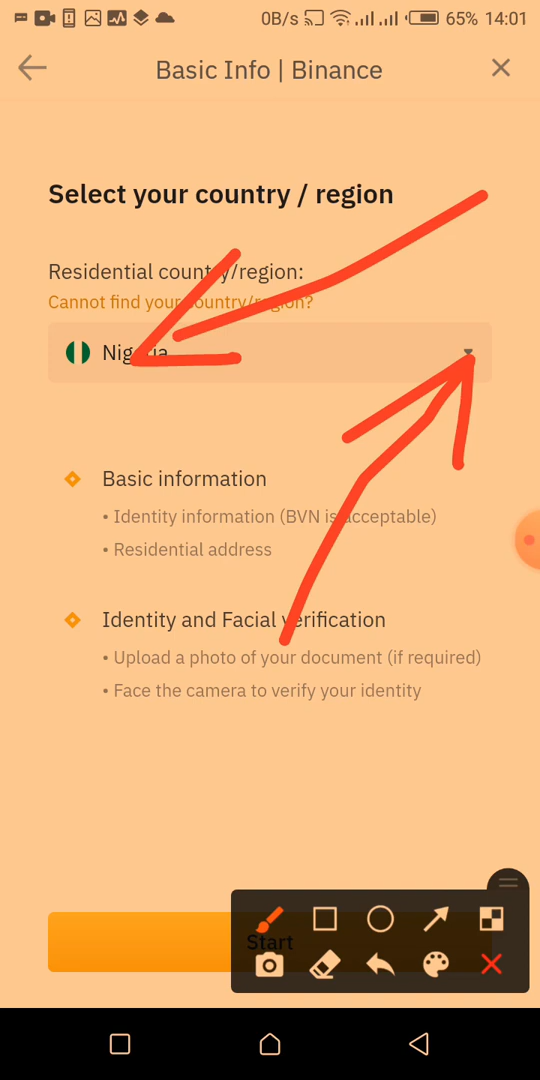 0B/s 65% 14:01
Basic Info | Binance
Select your country / region
Residential country/region:
Cannot find your country/region?
Nigeria
Basic information
• Identity information (BVN is acceptable)
• Residential address
Identity and Facial verification
• Upload a photo of your document (if required)
• Face the camera to verify your identity
Start